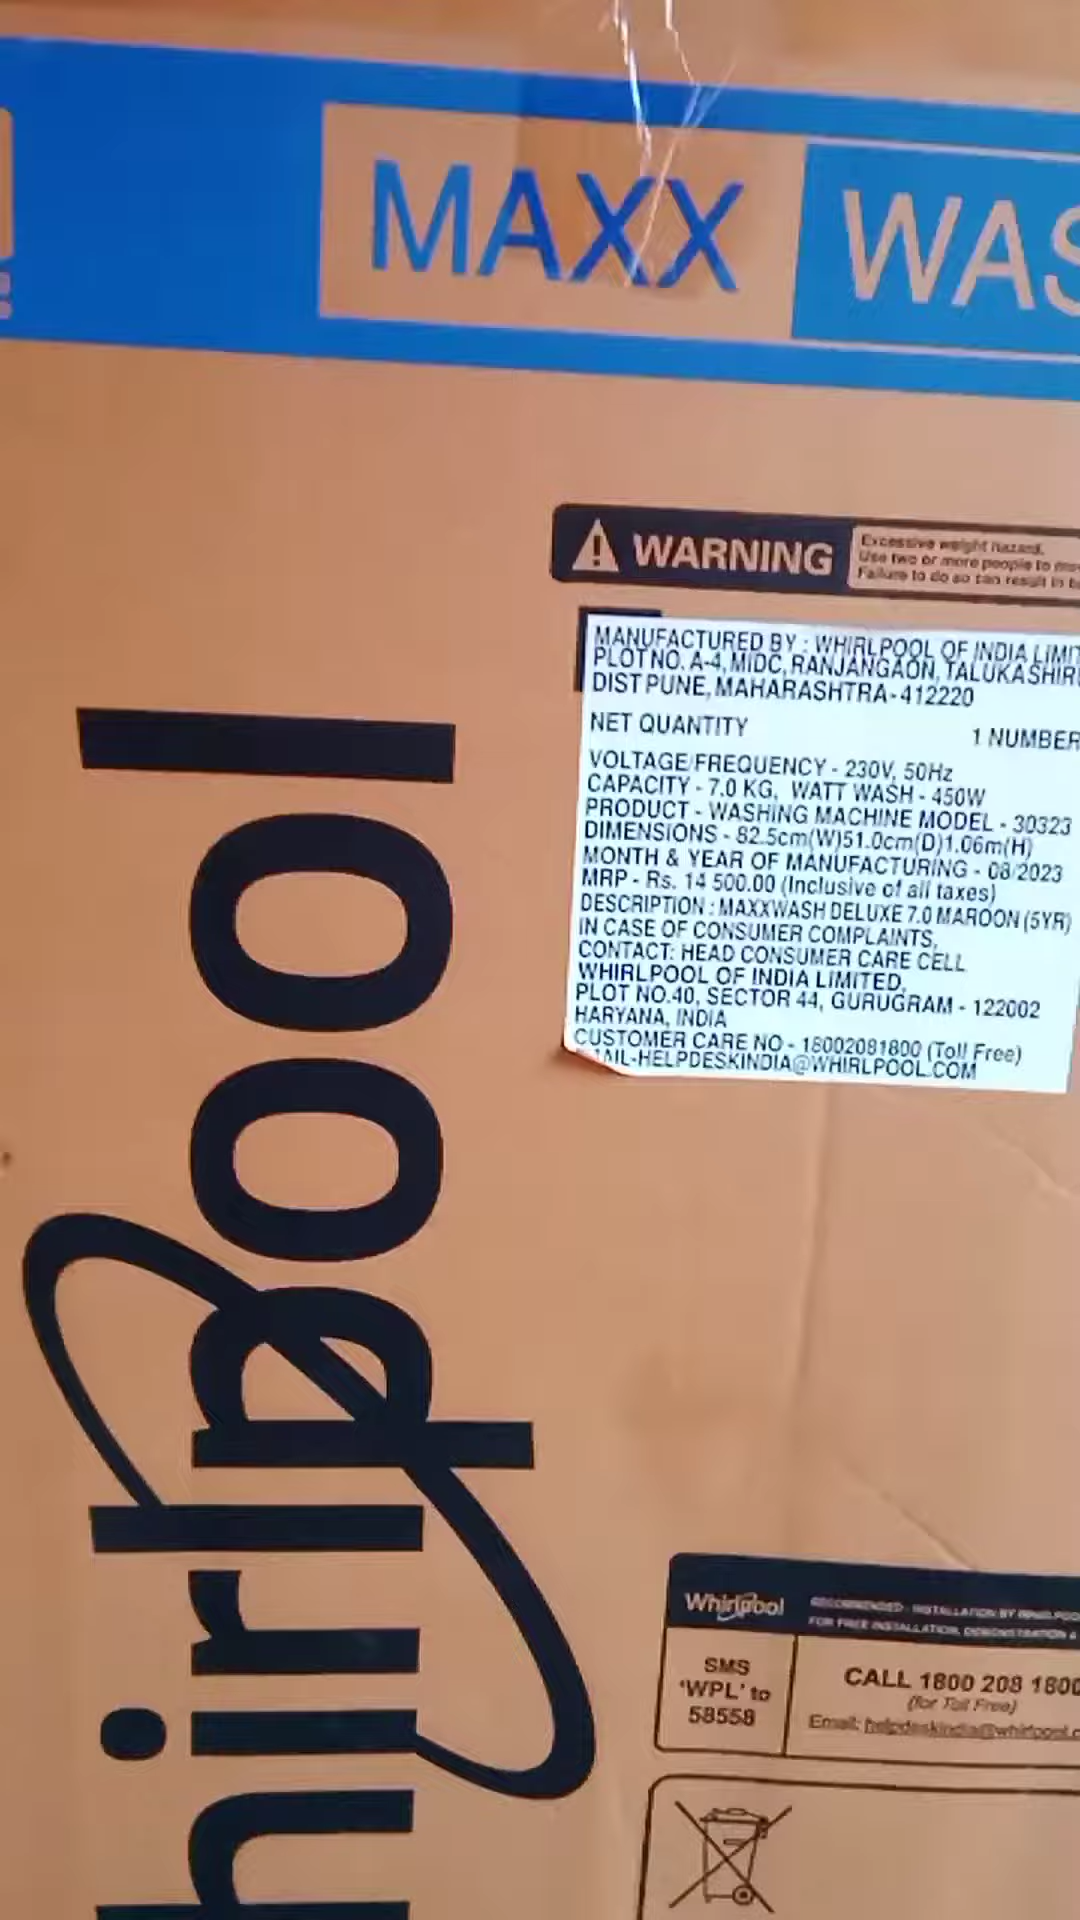 MAXX WAS
WARNING
Excessive weight hazard.
Use two or more people to
Failure to do so can result in
MANUFACTURED BY : WHIRLPOOL OF INDIA LIMIT
PLOT NO. A-4, MIDC, RANJANGAON, TALUKA SHIRU
DIST PUNE, MAHARASHTRA - 412220
NET QUANTITY 1 NUMBER
VOLTAGE/FREQUENCY - 230V, 50Hz
CAPACITY - 7.0 KG, WATT WASH - 450W
PRODUCT - WASHING MACHINE MODEL - 30323
DIMENSIONS - 82.5cm(W)51.0cm(D)1.06m(H)
MONTH & YEAR OF MANUFACTURING - 08/2023
MRP - Rs. 14 500.00 (Inclusive of all taxes)
DESCRIPTION : MAXXWASH DELUXE 7.0 MAROON (5YR)
IN CASE OF CONSUMER COMPLAINTS,
CONTACT: HEAD CONSUMER CARE CELL
WHIRLPOOL OF INDIA LIMITED,
PLOT NO.40, SECTOR 44, GURUGRAM - 122002
HARYANA, INDIA
CUSTOMER CARE NO - 18002081800 (Toll Free)
AIL-HELPDESKINDIA@WHIRLPOOL.COM
hirlpool
Whirlpool
RECOMMENDED : INSTALLATION BY WHIRLPOO
FOR FREE INSTALLATION, DEMONSTRATION &
SMS
'WPL' to
58558
CALL 1800 208 1800
(for Toll Free)
Email: helpdeskindia@whirlpool.c